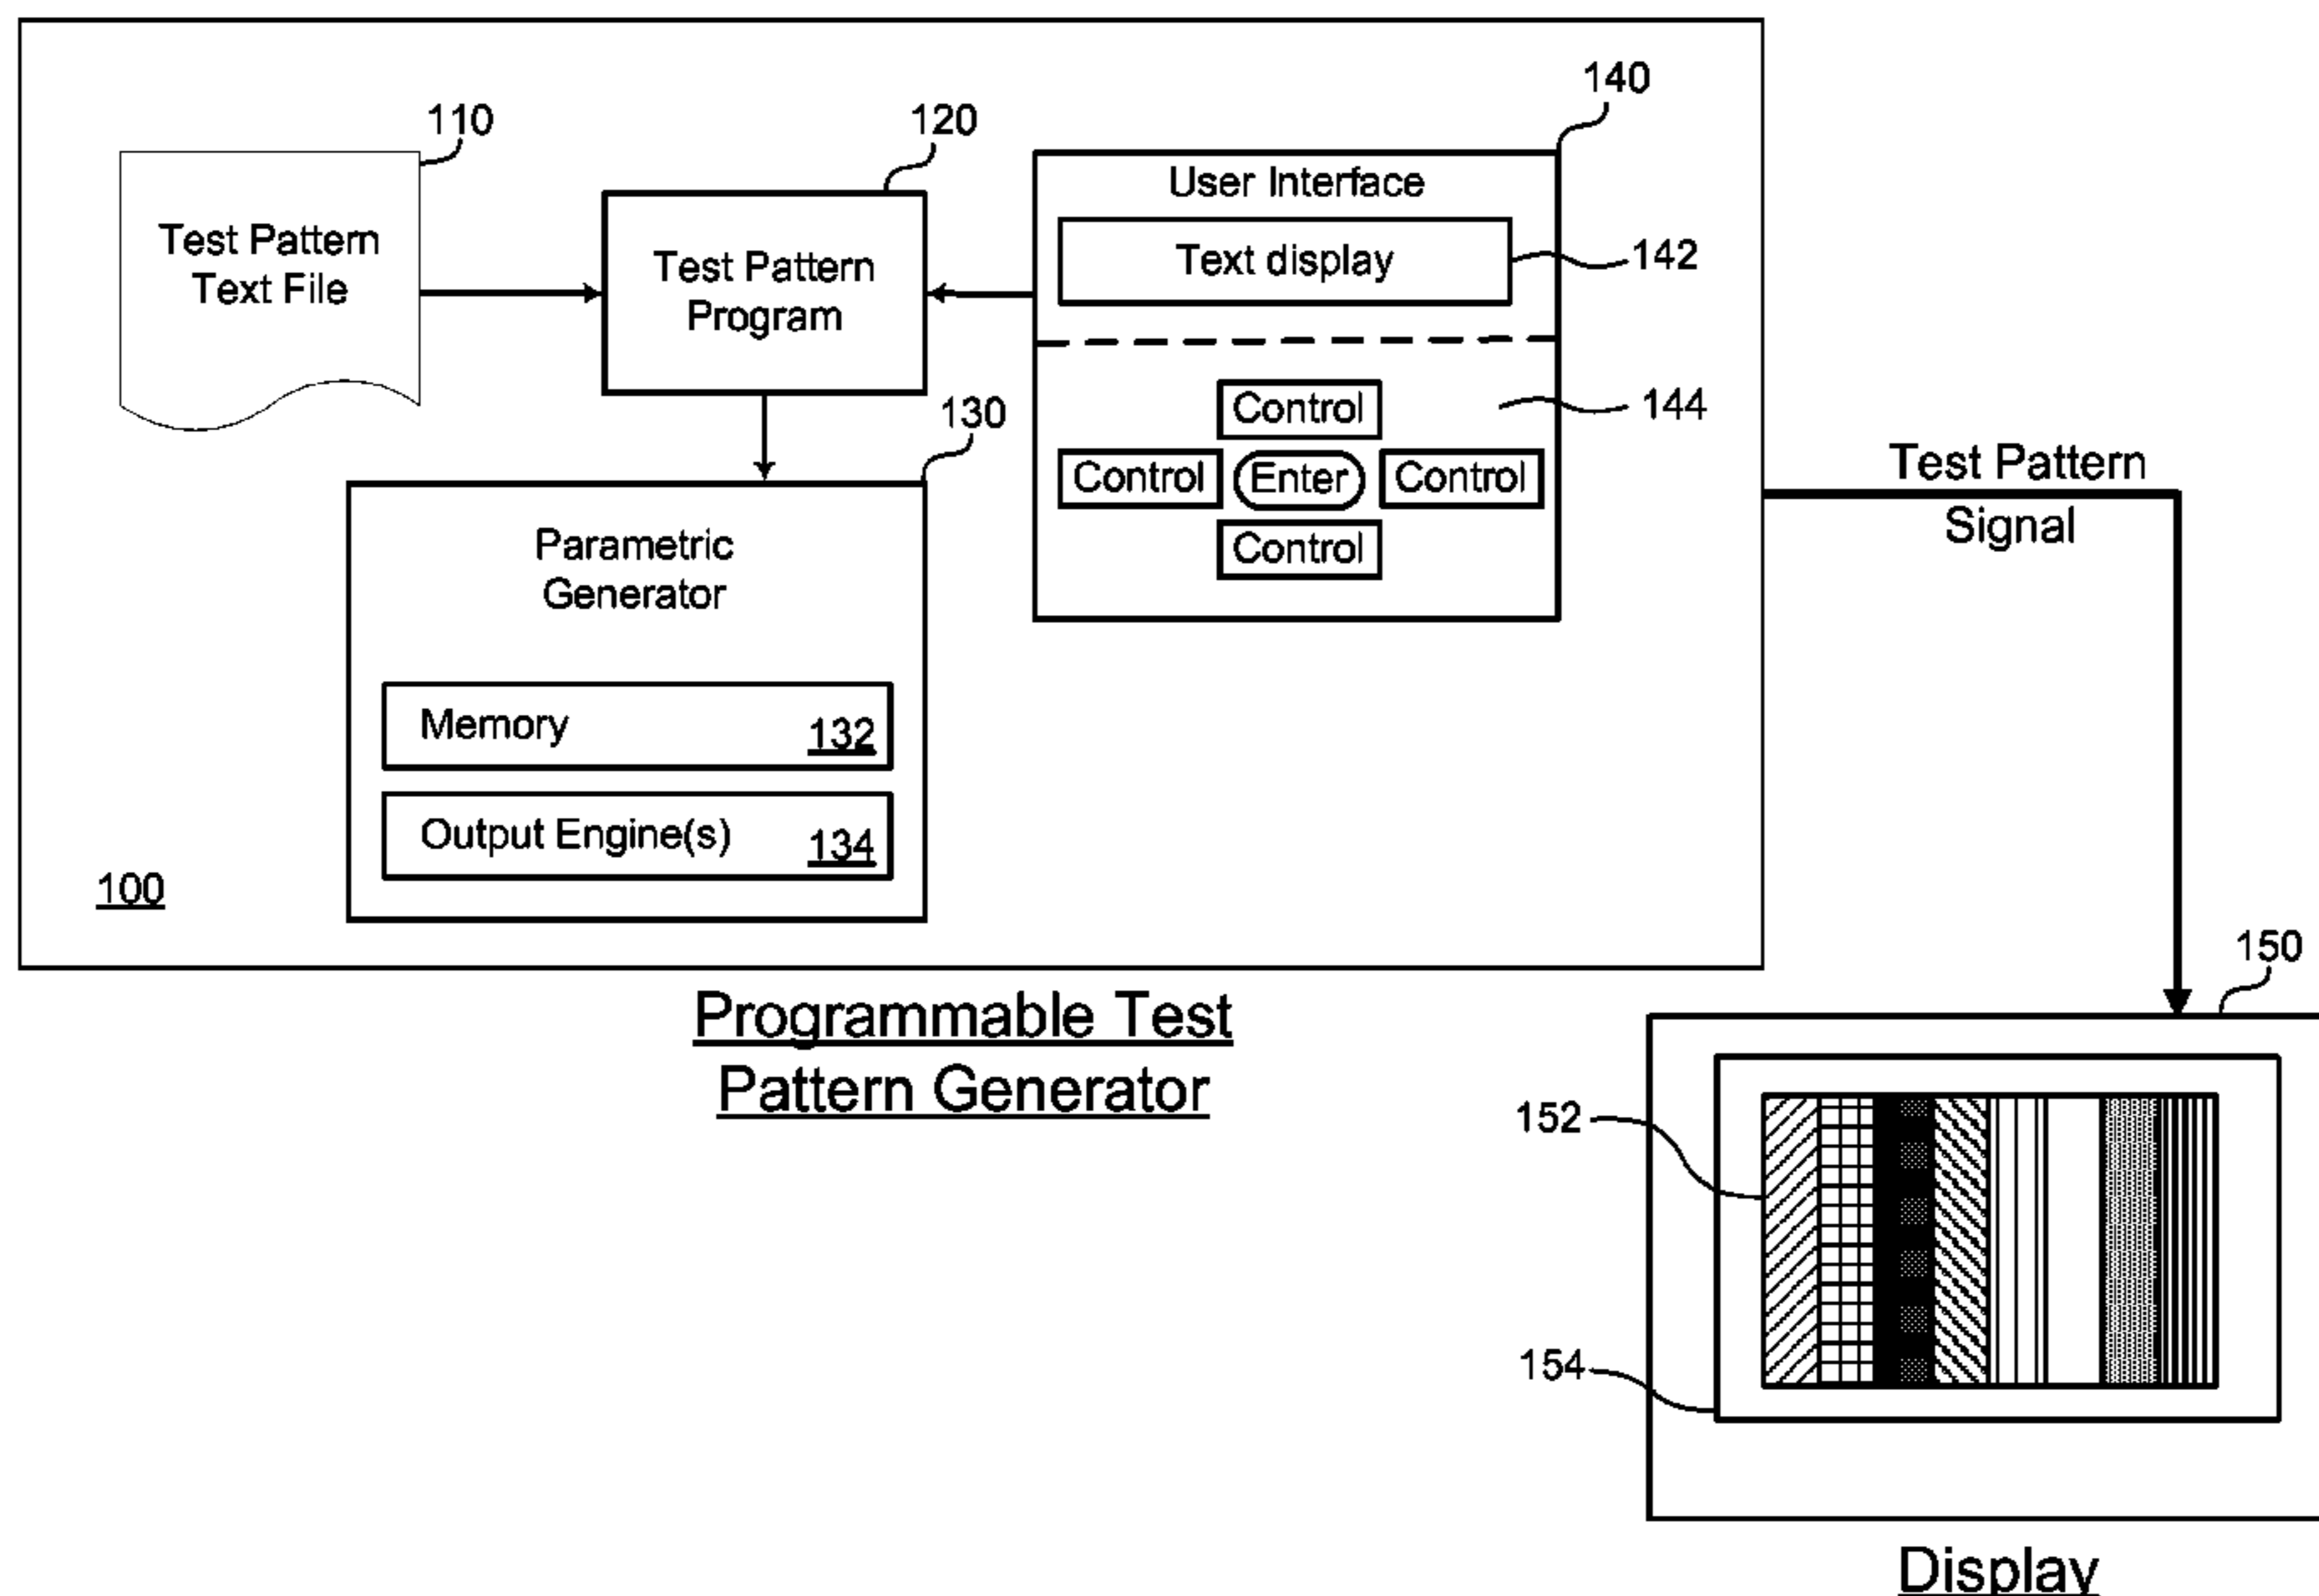 140
110
120
User Interface
Test Pattern
Text File
Test Pattern
Program
Text display
142
130
Control
144
Control
Enter
Control
Control
Test Pattern
Signal
Parametric
Generator
Memory
132
Output Engine(s)
134
100
150
Programmable Test
Pattern Generator
152
154
Display